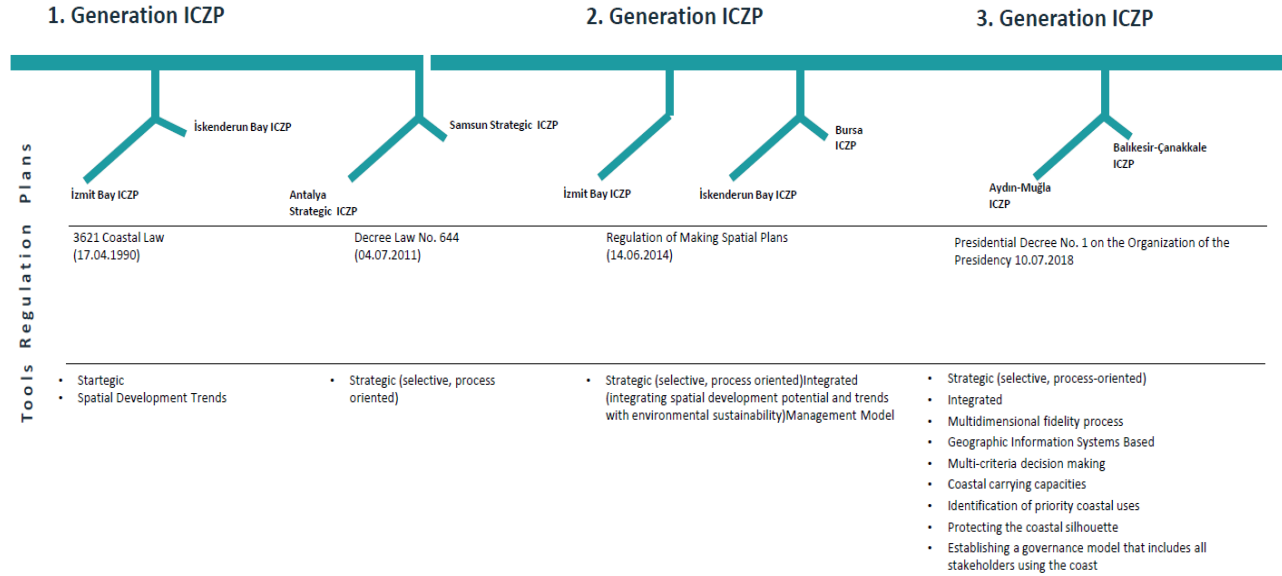 1. Generation ICZP
2. Generation ICZP
3. Generation ICZP
Tools Regulation Plans
İskenderun Bay ICZP
İzmit Bay ICZP
Samsun Strategic ICZP
Antalya
Strategic ICZP
İzmit Bay ICZP
Bursa
ICZP
İskenderun Bay ICZP
Balıkesir-Çanakkale
ICZP
Aydın-Muğla
ICZP
3621 Coastal Law
(17.04.1990)
Decree Law No. 644
(04.07.2011)
Regulation of Making Spatial Plans
(14.06.2014)
Presidential Decree No. 1 on the Organization of the
Presidency 10.07.2018
• Startegic
• Spatial Development Trends
• Strategic (selective, process
oriented)
• Strategic (selective, process oriented)Integrated
(integrating spatial development potential and trends
with environmental sustainability)Management Model
• Strategic (selective, process-oriented)
• Integrated
• Multidimensional fidelity process
• Geographic Information Systems Based
• Multi-criteria decision making
• Coastal carrying capacities
• Identification of priority coastal uses
• Protecting the coastal silhouette
• Establishing a governance model that includes all
stakeholders using the coast